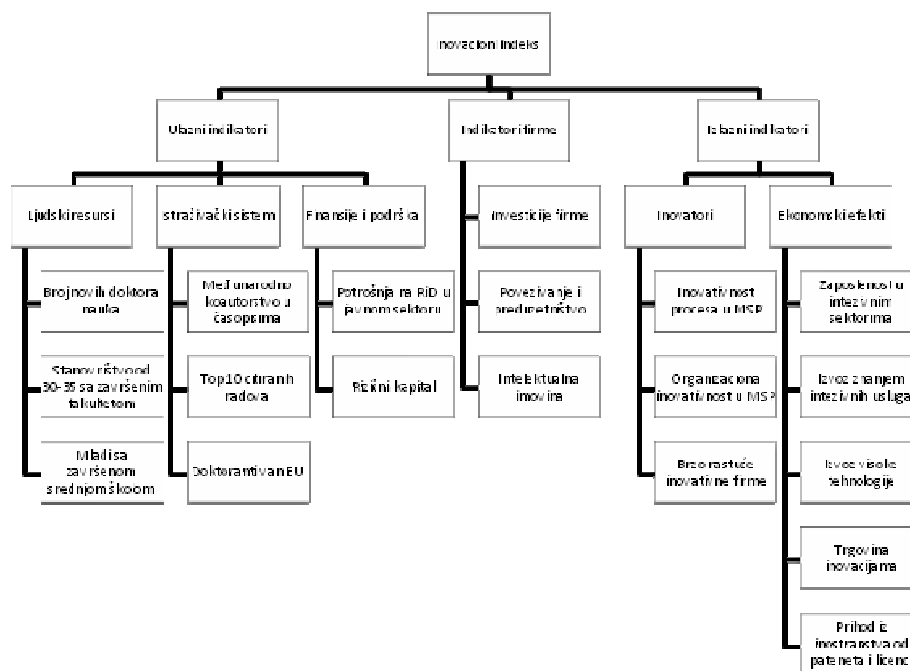 Inovacioni indeks
Ulazni indikatori
Indikatori firme
Izlazni indikatori
Ljudski resursi
Istraživački sistem
Finansije i podrška
Investicije firme
Inovatori
Ekonomski efekti
Broj novih doktora
nauka
Međunarodno
koautorstvo u
časopisima
Potrošnja na RiD u
javnom sektoru
Povezivanje i
preduzetništvo
Inovativnost
procesa u MSP
Zaposlenost u
intezivnim
sektorima
Stanovništvo od
30-35 sa završenim
fakultetom
Top10 citiranih
radova
Rizični kapital
Intelektualna
imovina
Organizaciona
inovativnost u MSP
Izvoz znanjem
intezivnih usluga
Mladi sa
završenom
srednjom školom
Doktoranti van EU
Brzo rastuće
inovativne firme
Izvoz visoke
tehnologije
Trgovina
inovacijama
Prihod iz
inostranstva od
pateneta i licenci